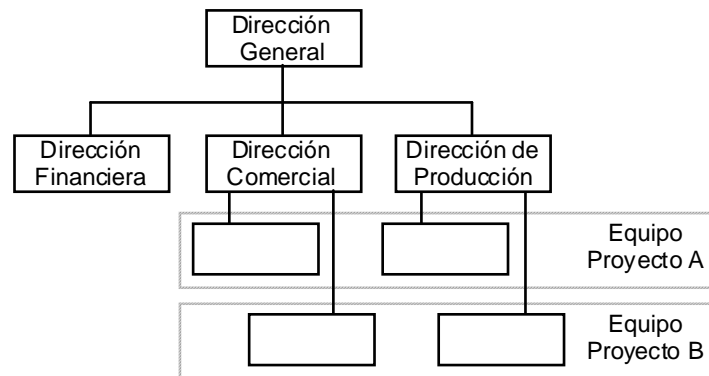 Dirección
General
Dirección
Financiera
Dirección
Comercial
Dirección de
Producción
Equipo
Proyecto A
Equipo
Proyecto B